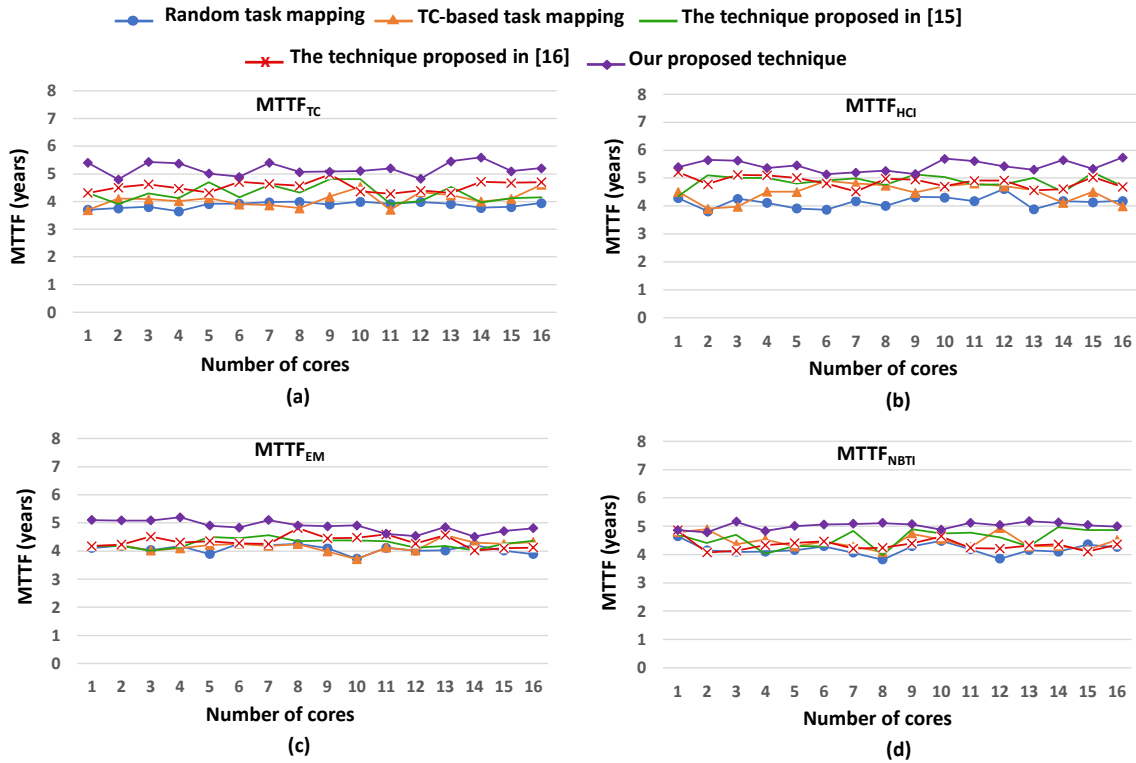 Random task mapping TC-based task mapping The technique proposed in [15]
The technique proposed in [16] Our proposed technique
MTTF_TC
MTTF (years)
8
7
6
5
4
3
2
1
0
1 2 3 4 5 6 7 8 9 10 11 12 13 14 15 16
Number of cores
(a)
MTTF_HCI
MTTF (years)
8
7
6
5
4
3
2
1
0
1 2 3 4 5 6 7 8 9 10 11 12 13 14 15 16
Number of cores
(b)
MTTF_EM
MTTF (years)
8
7
6
5
4
3
2
1
0
1 2 3 4 5 6 7 8 9 10 11 12 13 14 15 16
Number of cores
(c)
MTTF_NBTI
MTTF (years)
8
7
6
5
4
3
2
1
0
1 2 3 4 5 6 7 8 9 10 11 12 13 14 15 16
Number of cores
(d)